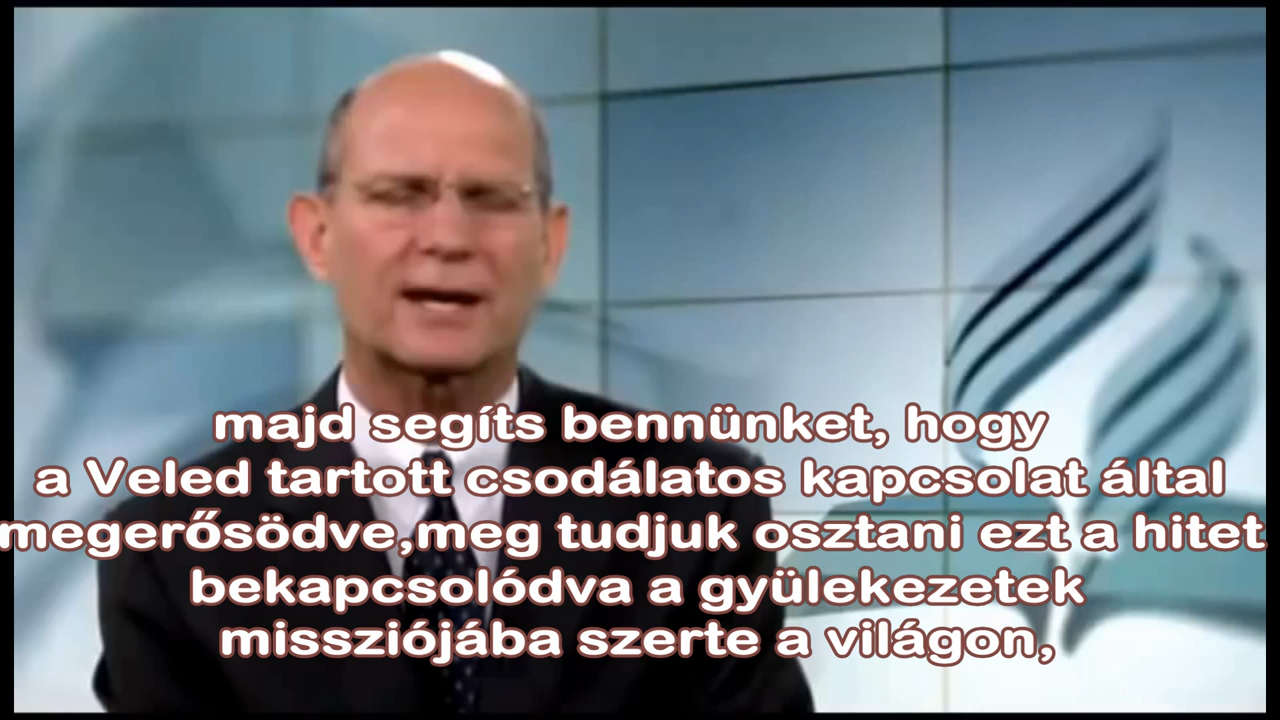 majd segíts bennünket, hogy
a Veled tartott csodálatos kapcsolat által
megerősödve,meg tudjuk osztani ezt a hitet
bekapcsolódva a gyülekezetek
missziójába szerte a világon,